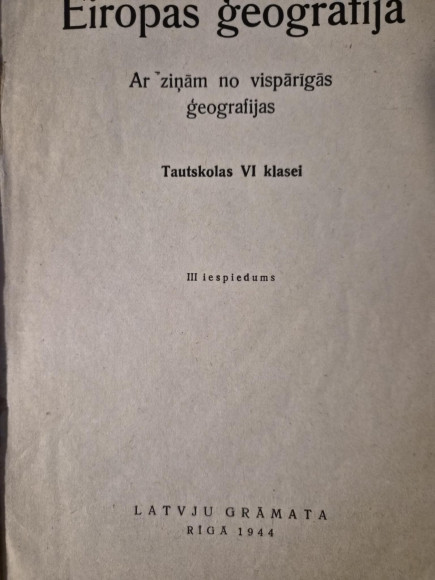 Eiropas ģeografija
Ar ziņām no vispārīgās
ģeografijas
Tautskolas VI klasei
III iespiedums
LATVJU GRĀMATA
RĪGĀ 1944